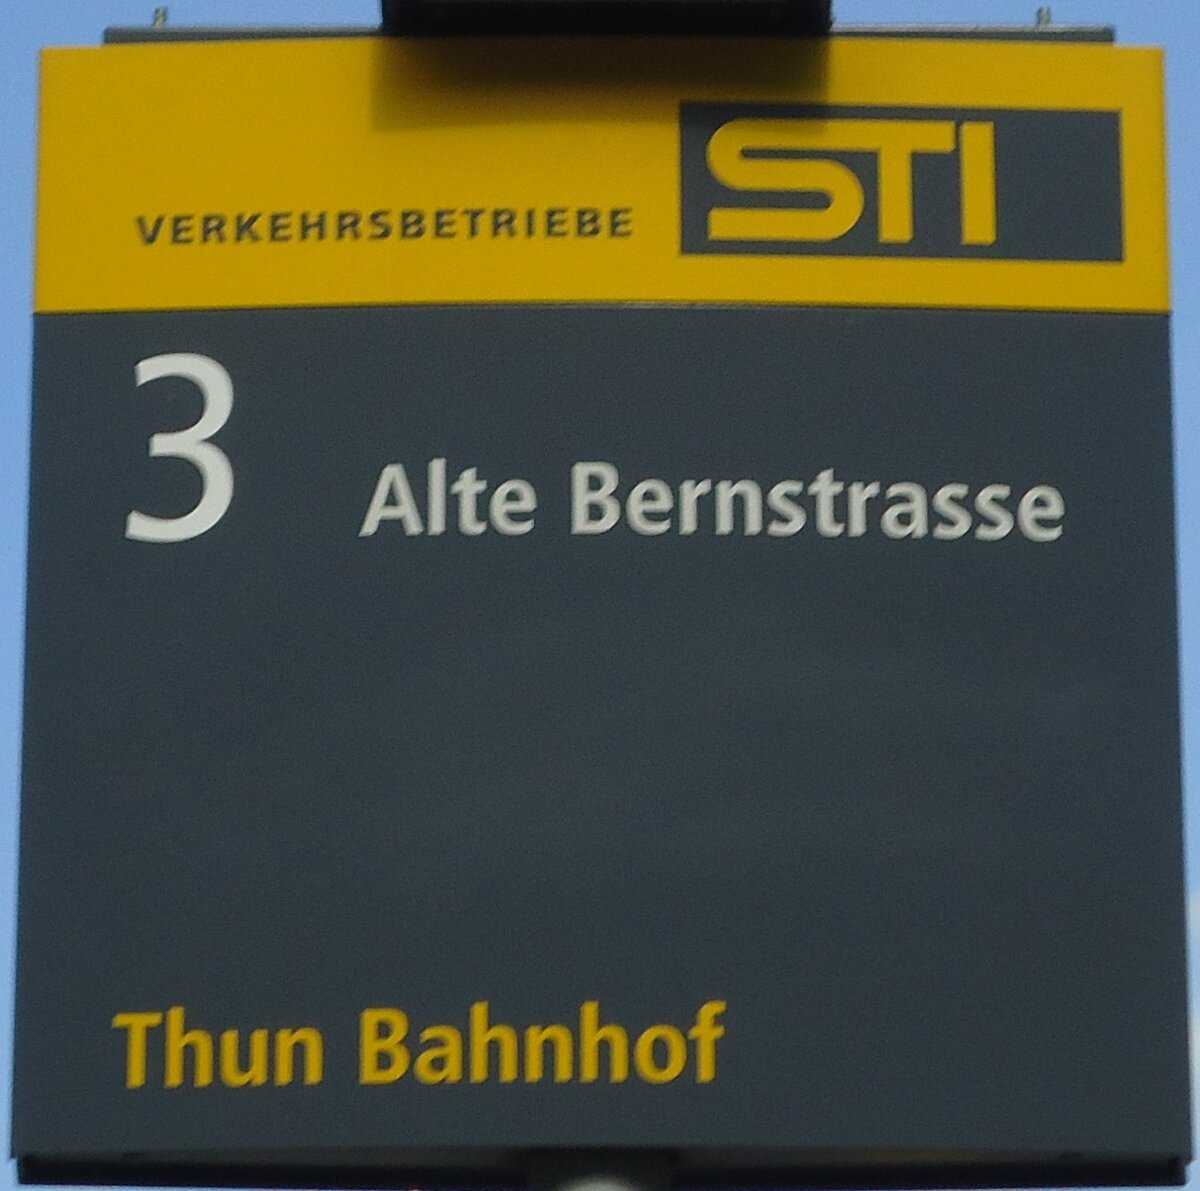 VERKEHRSBETRIEBE STI
3 Alte Bernstrasse
Thun Bahnhof